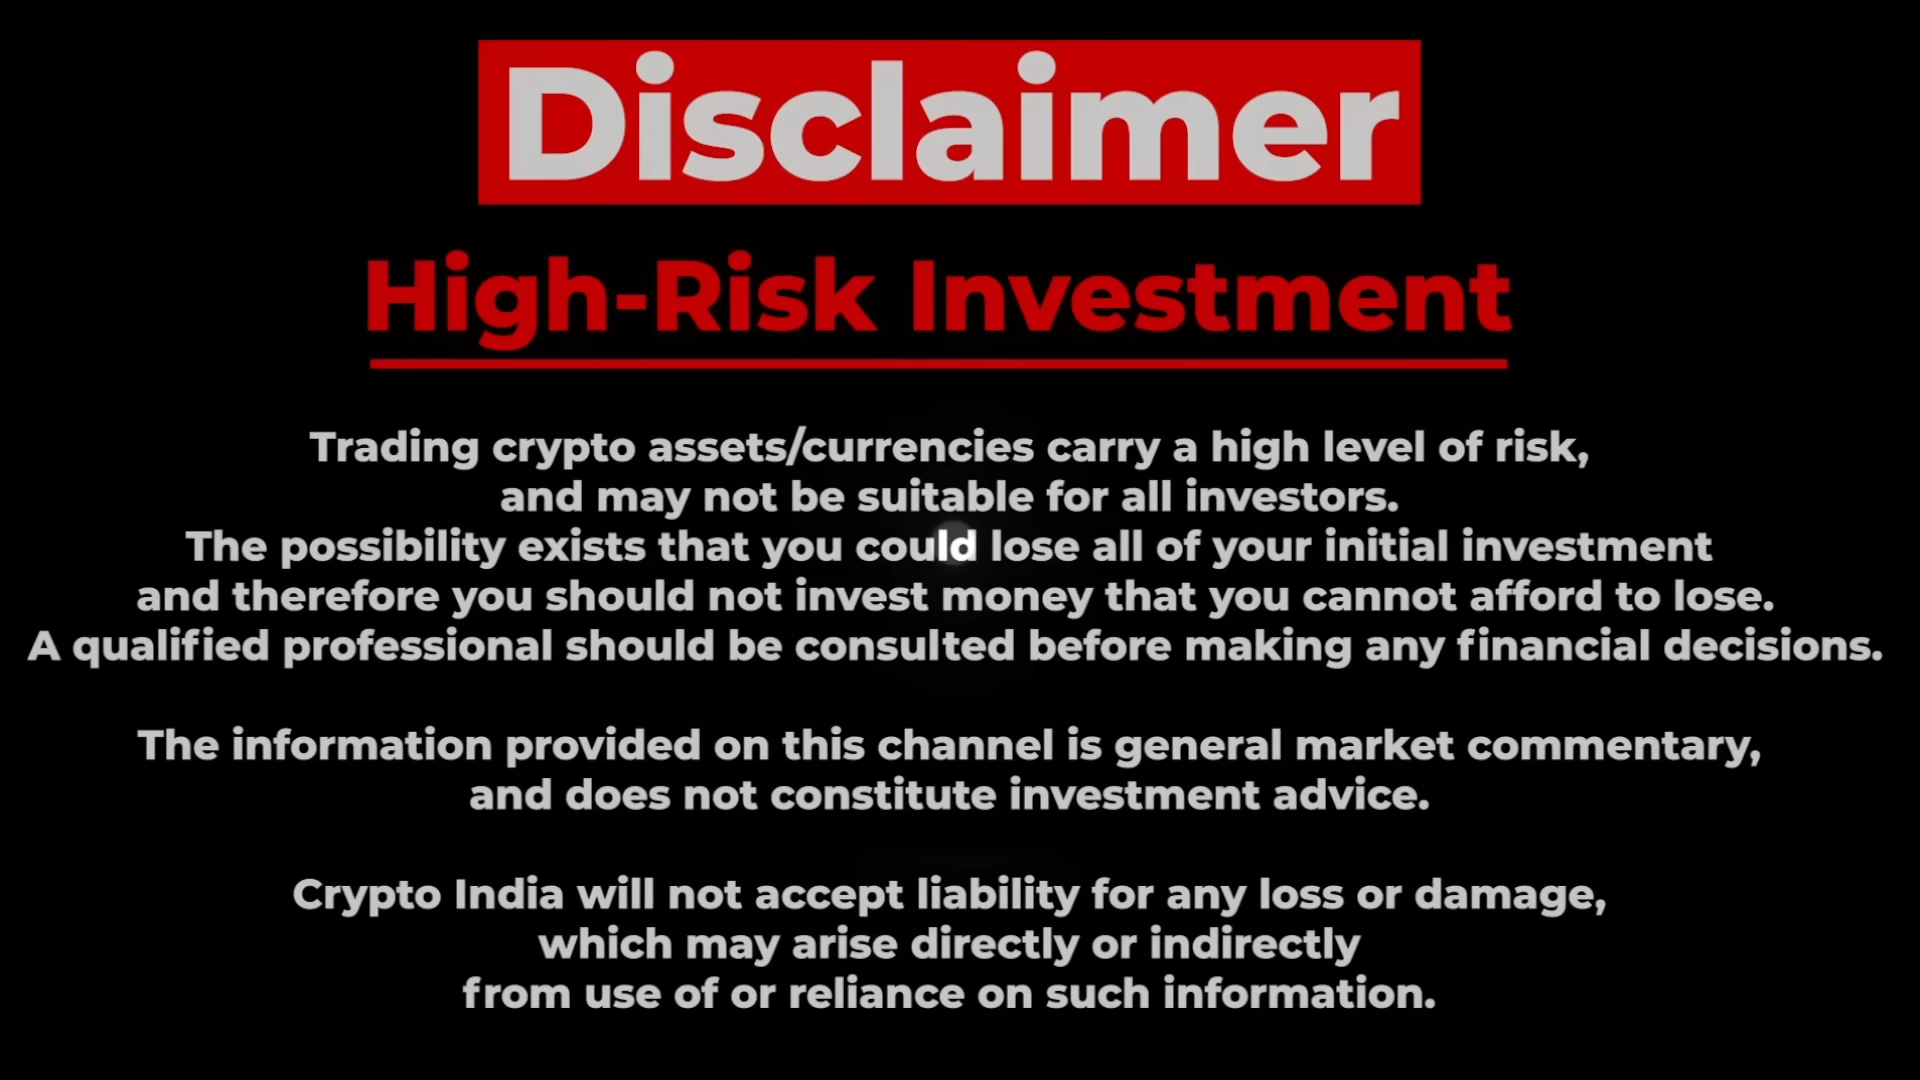 Disclaimer
High-Risk Investment
Trading crypto assets/currencies carry a high level of risk,
and may not be suitable for all investors.
The possibility exists that you could lose all of your initial investment
and therefore you should not invest money that you cannot afford to lose.
A qualified professional should be consulted before making any financial decisions.
The information provided on this channel is general market commentary,
and does not constitute investment advice.
Crypto India will not accept liability for any loss or damage,
which may arise directly or indirectly
from use of or reliance on such information.